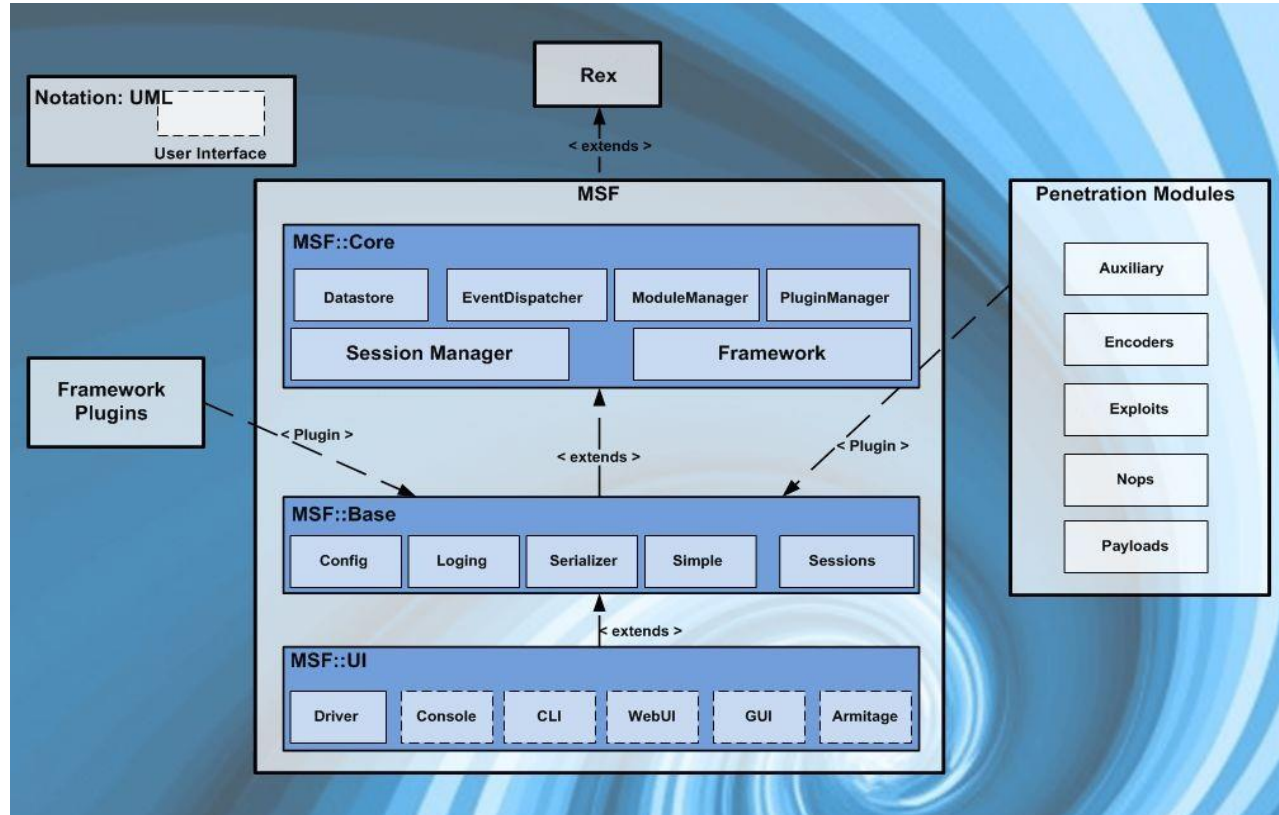 Rex
Notation: UML
User Interface
< extends >
MSF
MSF::Core
Datastore
EventDispatcher
ModuleManager
PluginManager
Session Manager
Framework
Penetration Modules
Auxiliary
Encoders
Exploits
Nops
Payloads
Framework
Plugins
< Plugin >
< extends >
< Plugin >
MSF::Base
Config
Loging
Serializer
Simple
Sessions
< extends >
MSF::UI
Driver
Console
CLI
WebUI
GUI
Armitage